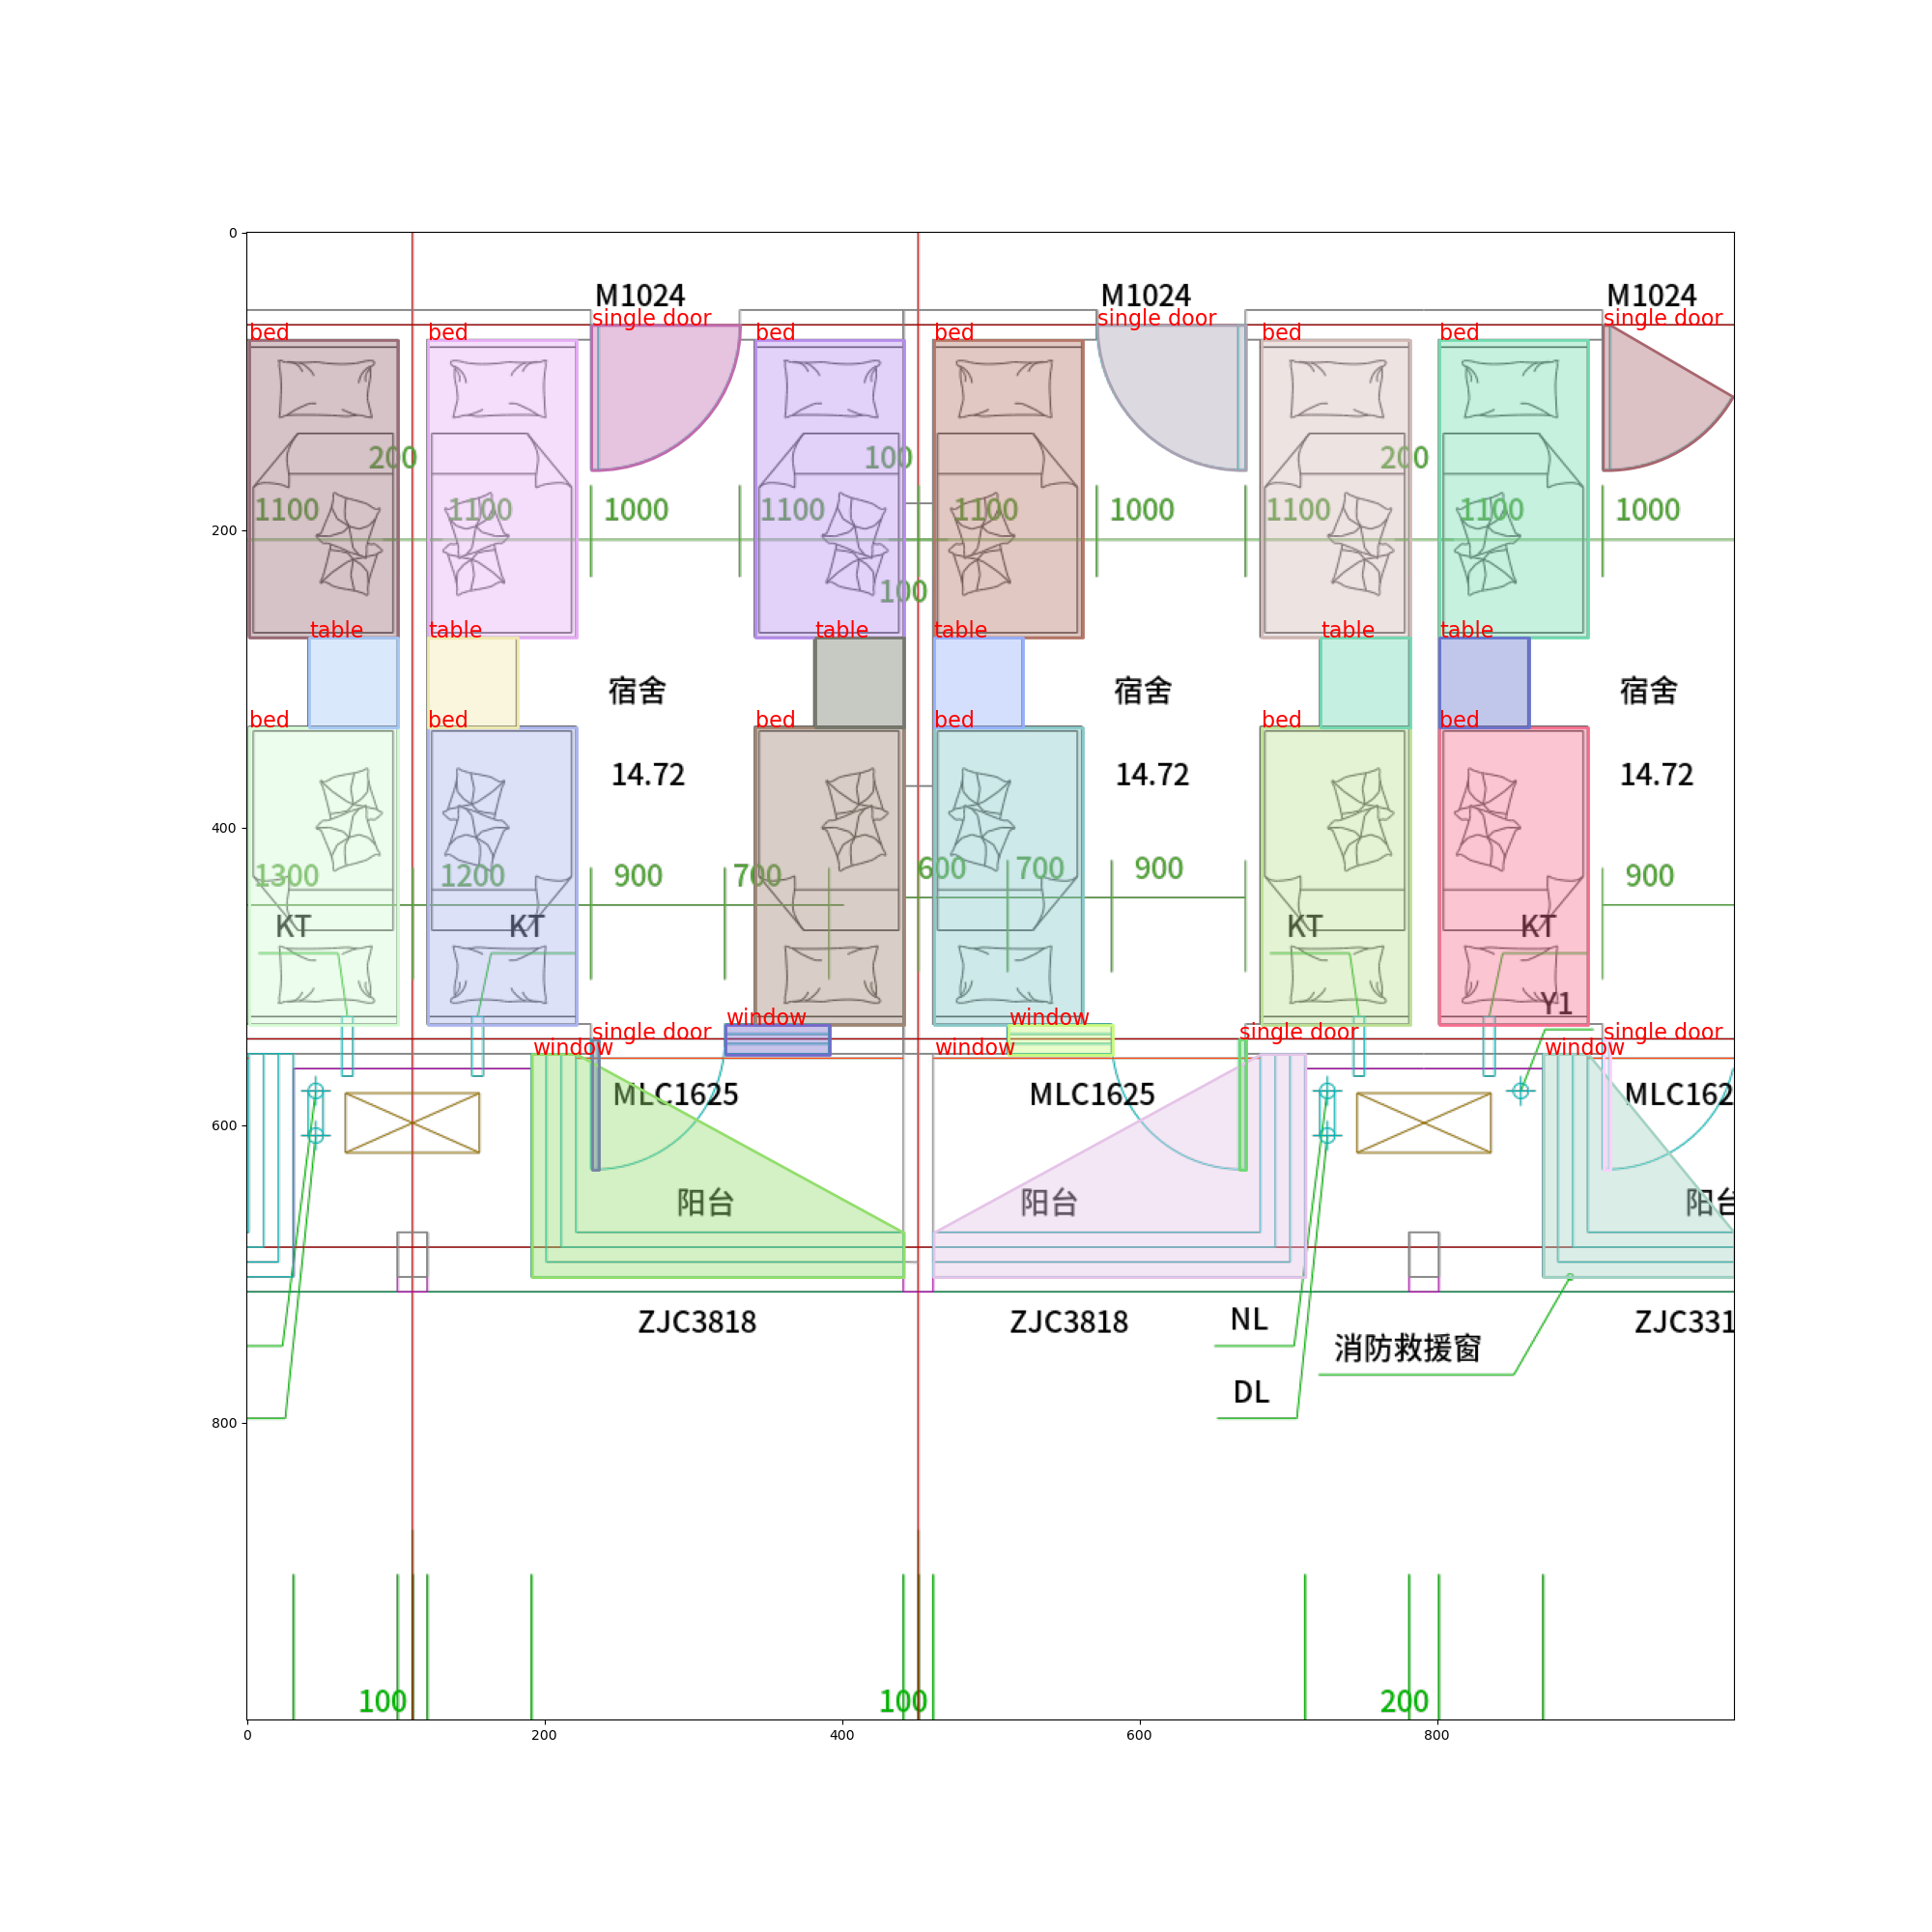 0
M1024 M1024 M1024
single door single door single door
bed bed bed bed bed bed
200 100 200
1100 1100 1000 1100 1100 1000 1100 1100 1000
200
100
table table table table table table
宿舍 宿舍 宿舍
bed bed bed bed bed bed
14.72 14.72 14.72
400
1300 1200 900 700 600 700 900 900
KT KT KT KT
Y1
window window
single door single door single door
window window window
MLC1625 MLC1625 MLC162
600
阳台 阳台 阳台
ZJC3818 ZJC3818 NL ZJC331
消防救援窗
DL
800
100 100 200
0 200 400 600 800